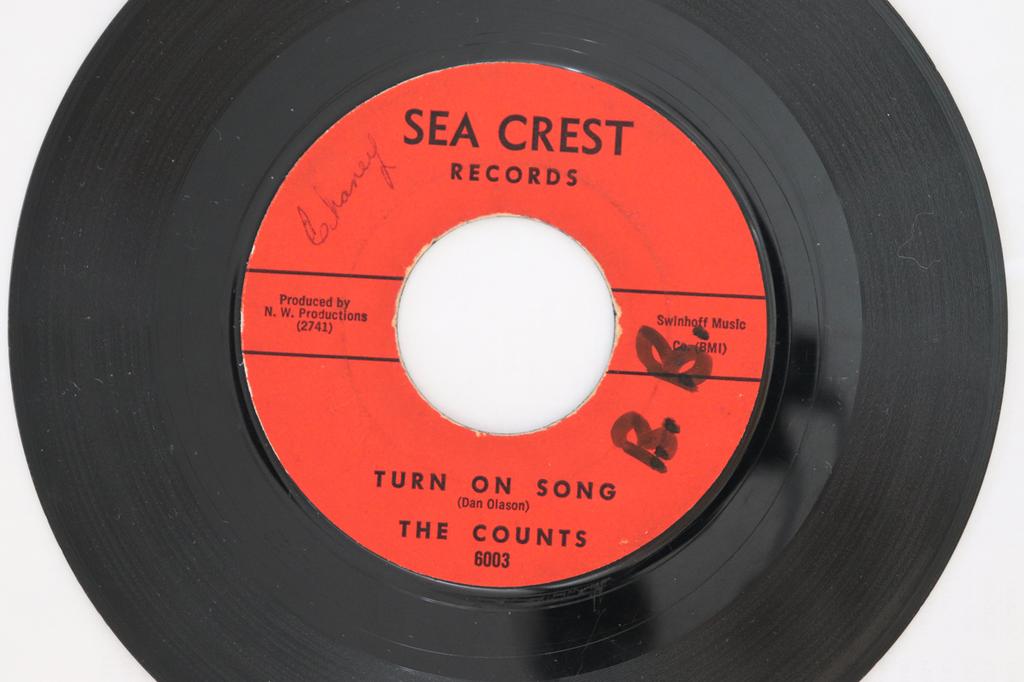 SEA CREST
RECORDS
Chaney
Produced by
N. W. Productions
(2741)
Swinhoff Music
Co. (BMI)
B. B.
TURN ON SONG
(Dan Olason)
THE COUNTS
6003